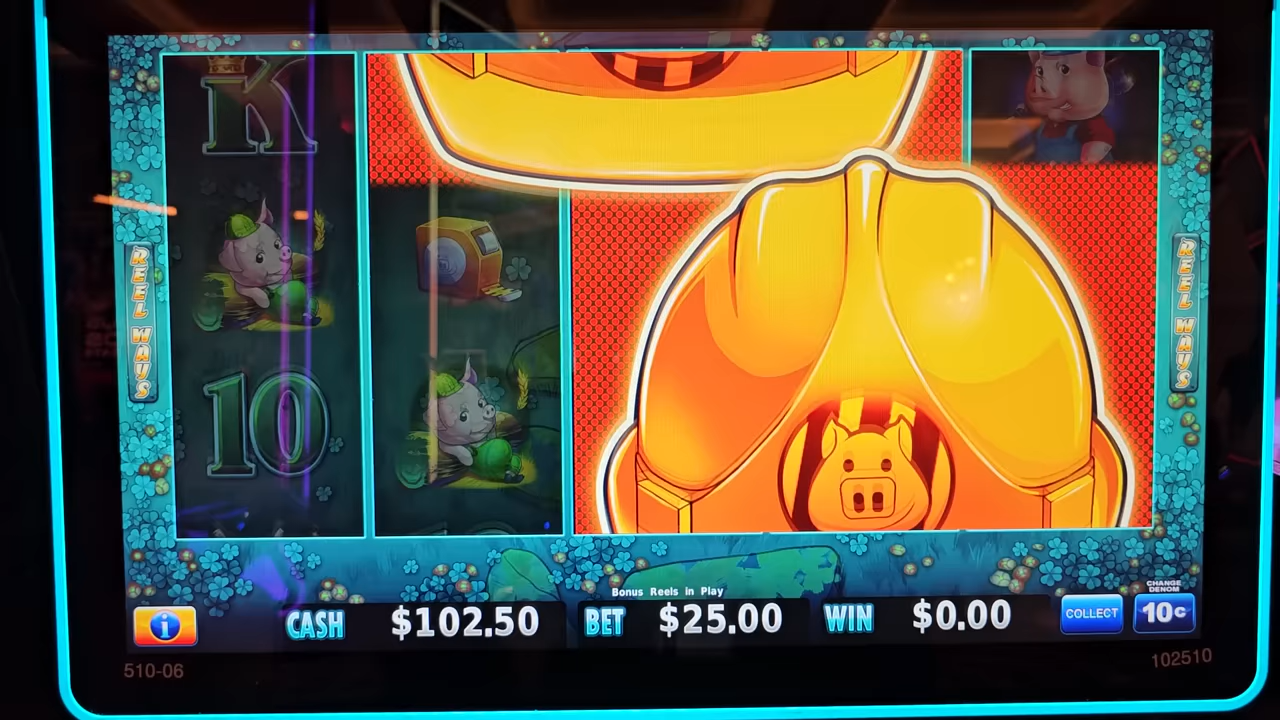 K
10
REEL WAYS
REEL WAYS
Bonus Reels in Play
CASH $102.50 BET $25.00 WIN $0.00
COLLECT
CHANGE
DENOM
10¢
i
510-06
102510